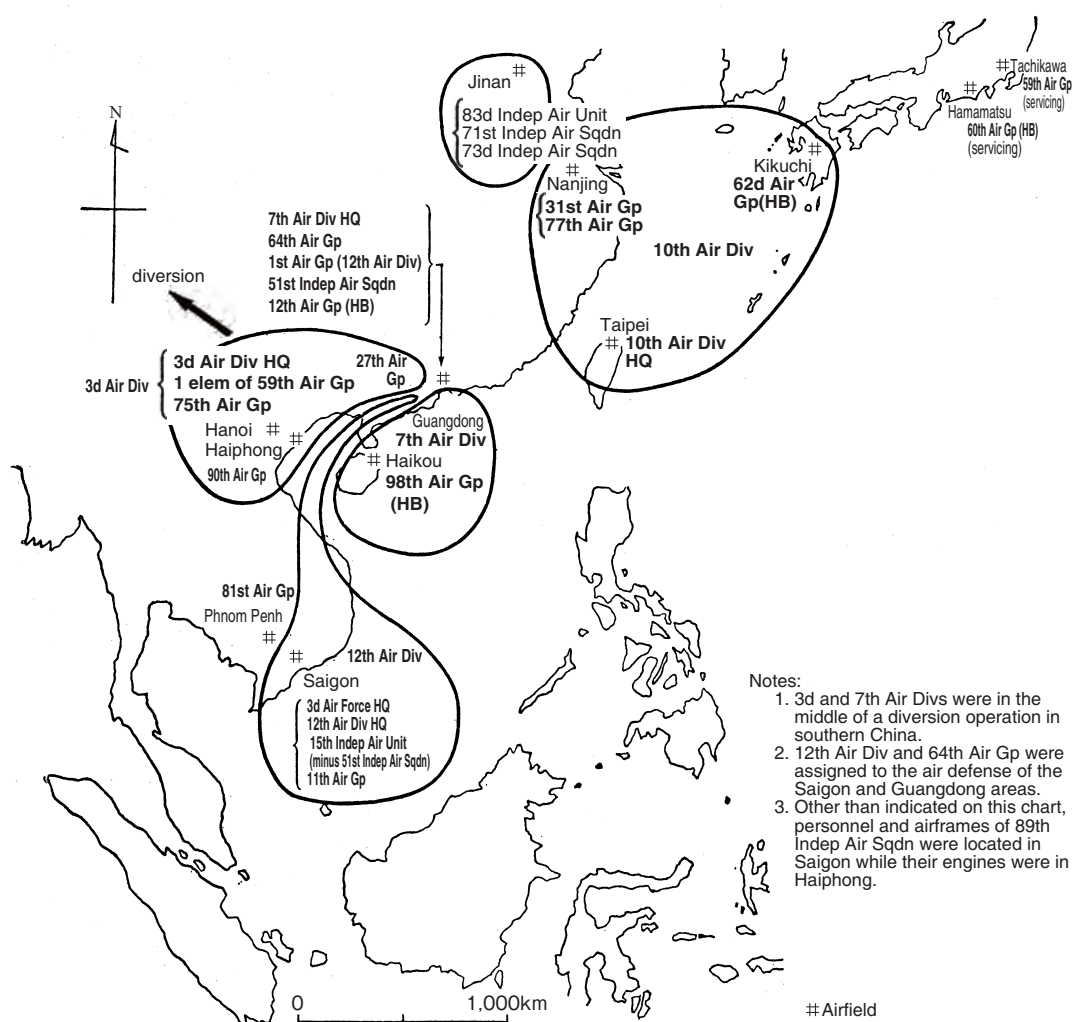 Jinan
83d Indep Air Unit
71st Indep Air Sqdn
73d Indep Air Sqdn
Tachikawa
59th Air Gp
(servicing)
Hamamatsu
60th Air Gp (HB)
(servicing)
Kikuchi
62d Air
Gp(HB)
Nanjing
31st Air Gp
77th Air Gp
10th Air Div
N
7th Air Div HQ
64th Air Gp
1st Air Gp (12th Air Div)
51st Indep Air Sqdn
12th Air Gp (HB)
diversion
Taipei
10th Air Div
HQ
3d Air Div
3d Air Div HQ
1 elem of 59th Air Gp
75th Air Gp
27th Air
Gp
Hanoi
Haiphong
90th Air Gp
Guangdong
7th Air Div
Haikou
98th Air Gp
(HB)
81st Air Gp
Phnom Penh
12th Air Div
Saigon
3d Air Force HQ
12th Air Div HQ
15th Indep Air Unit
(minus 51st Indep Air Sqdn)
11th Air Gp
Notes:
1. 3d and 7th Air Divs were in the
middle of a diversion operation in
southern China.
2. 12th Air Div and 64th Air Gp were
assigned to the air defense of the
Saigon and Guangdong areas.
3. Other than indicated on this chart,
personnel and airframes of 89th
Indep Air Sqdn were located in
Saigon while their engines were in
Haiphong.
0 1,000km
#Airfield